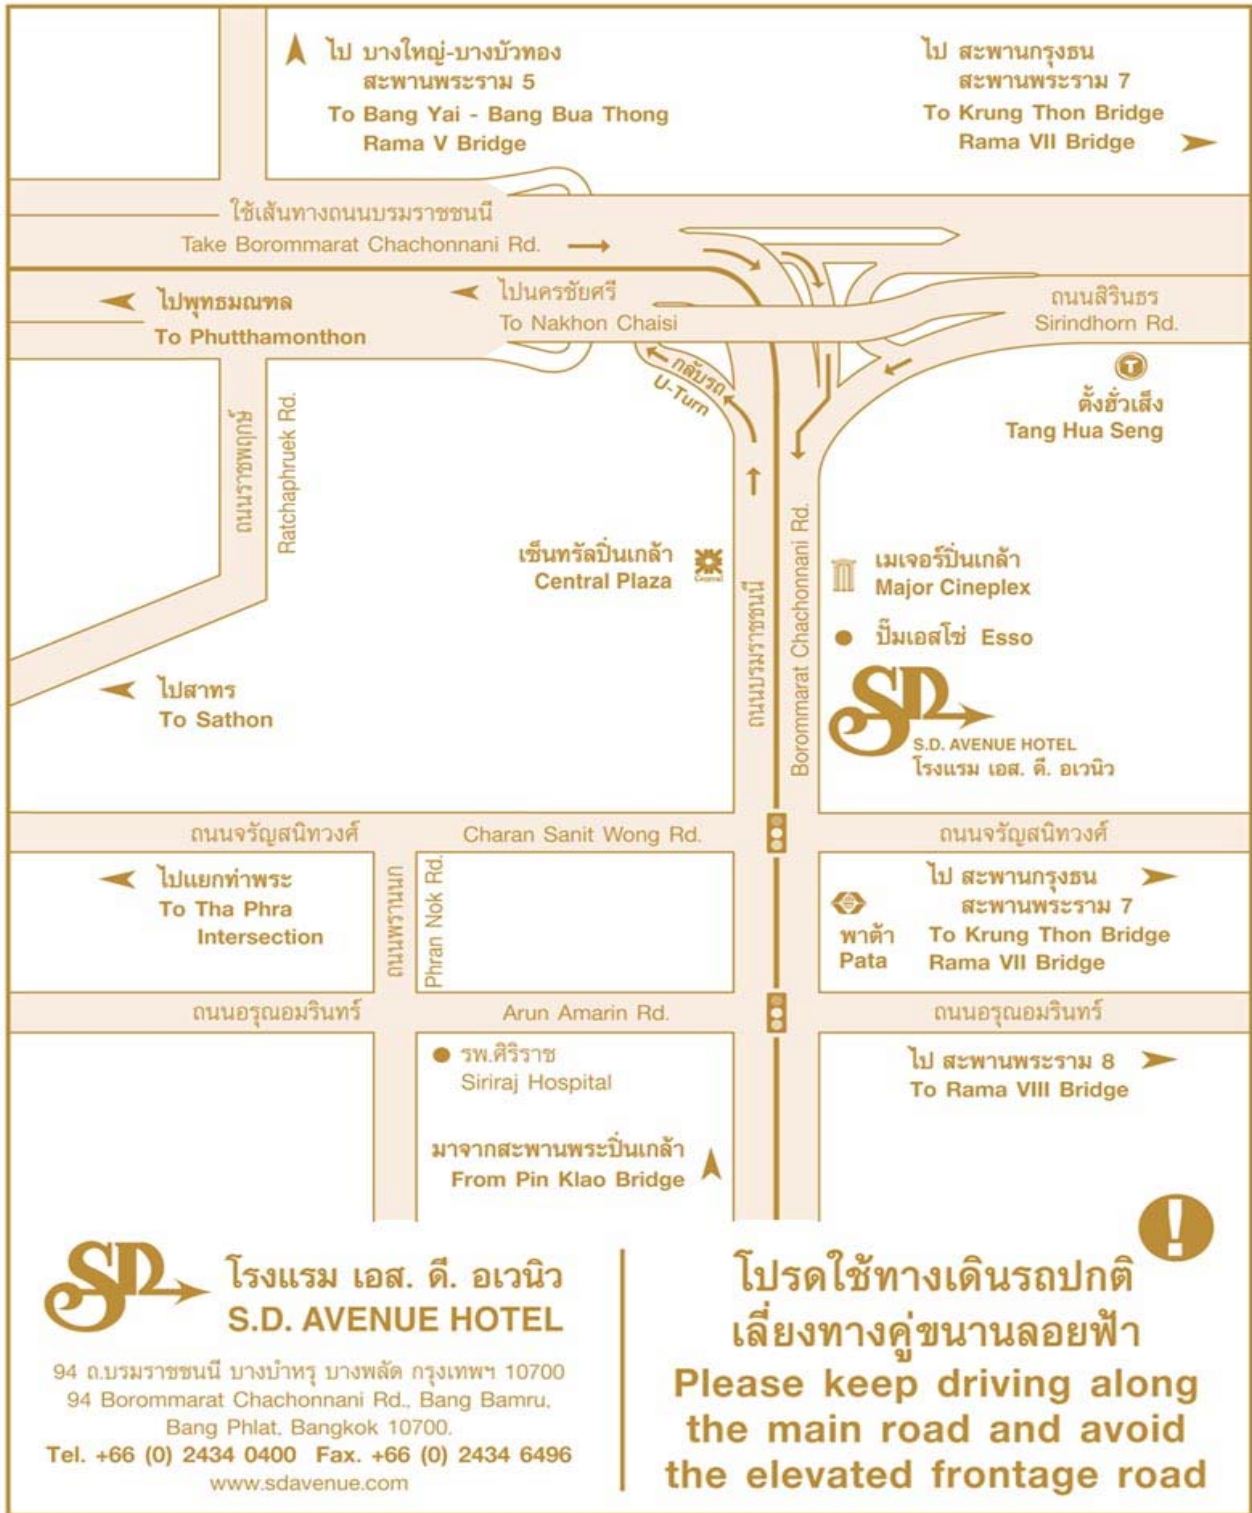 ไป บางใหญ่-บางบัวทอง
สะพานพระราม 5
To Bang Yai - Bang Bua Thong
Rama V Bridge
ไป สะพานกรุงธน
สะพานพระราม 7
To Krung Thon Bridge
Rama VII Bridge
ใช้เส้นทางถนนบรมราชชนนี
Take Borommarat Chachonnani Rd.
ไปพุทธมณฑล
To Phutthamonthon
ไปนครชัยศรี
To Nakhon Chaisi
ถนนสิรินธร
Sirindhorn Rd.
กลับรถ
U-Turn
T
ตั้งฮั่วเส็ง
Tang Hua Seng
ถนนราชพฤกษ์
Ratchaphruek Rd.
เซ็นทรัลปิ่นเกล้า
Central Plaza
Central
ถนนบรมราชชนนี
Borommarat Chachonnani Rd.
เมเจอร์ปิ่นเกล้า
Major Cineplex
ปั๊มเอสโซ่ Esso
SD
S.D. AVENUE HOTEL
โรงแรม เอส. ดี. อเวนิว
ไปสาทร
To Sathon
ถนนจรัญสนิทวงศ์
Charan Sanit Wong Rd.
ถนนจรัญสนิทวงศ์
ไปแยกท่าพระ
To Tha Phra
Intersection
ถนนพรานนก
Phran Nok Rd.
พาต้า
Pata
ไป สะพานกรุงธน
สะพานพระราม 7
To Krung Thon Bridge
Rama VII Bridge
ถนนอรุณอมรินทร์
Arun Amarin Rd.
ถนนอรุณอมรินทร์
รพ.ศิริราช
Siriraj Hospital
ไป สะพานพระราม 8
To Rama VIII Bridge
มาจากสะพานพระปิ่นเกล้า
From Pin Klao Bridge
SD
โรงแรม เอส. ดี. อเวนิว
S.D. AVENUE HOTEL
94 ถ.บรมราชชนนี บางบำหรุ บางพลัด กรุงเทพฯ 10700
94 Borommarat Chachonnani Rd., Bang Bamru,
Bang Phlat, Bangkok 10700.
Tel. +66 (0) 2434 0400 Fax. +66 (0) 2434 6496
www.sdavenue.com
!
โปรดใช้ทางเดินรถปกติ
เลี่ยงทางคู่ขนานลอยฟ้า
Please keep driving along
the main road and avoid
the elevated frontage road